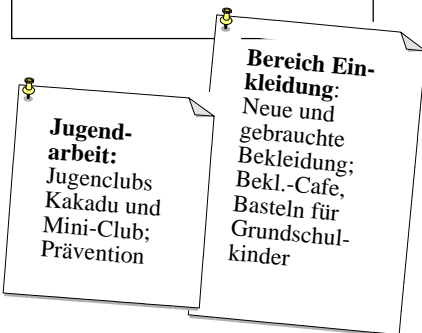 Jugend-
arbeit:
Jugenclubs
Kakadu und
Mini-Club;
Prävention
Bereich Ein-
kleidung:
Neue und
gebrauchte
Bekleidung;
Bekl.-Cafe,
Basteln für
Grundschul-
kinder